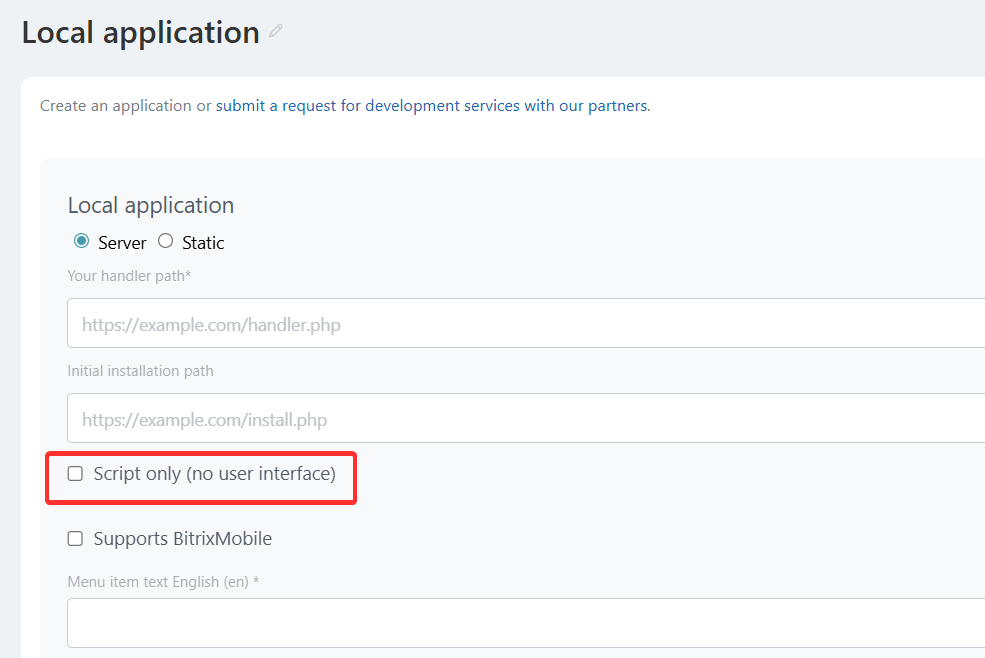 Local application
Create an application or submit a request for development services with our partners.
Local application
Server Static
Your handler path*
https://example.com/handler.php
Initial installation path
https://example.com/install.php
Script only (no user interface)
Supports BitrixMobile
Menu item text English (en) *